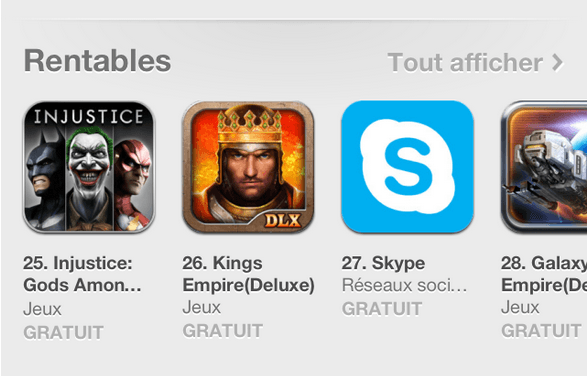 Rentables
Tout afficher
INJUSTICE
DLX
S
25. Injustice:
Gods Amon...
Jeux
GRATUIT
26. Kings
Empire(Deluxe)
Jeux
GRATUIT
27. Skype
Réseaux soci...
GRATUIT
28. Galaxy
Empire(De
Jeux
GRATUIT